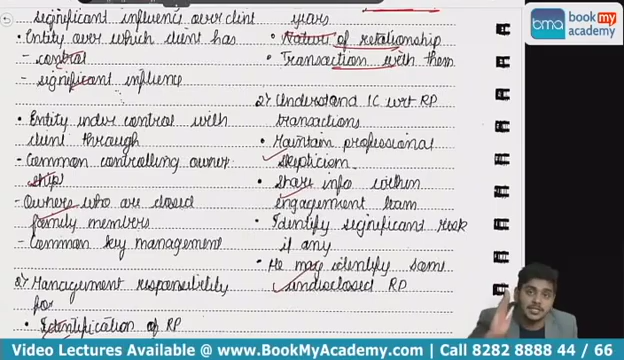 significant influence over client
• Entity over which client has
- control
- significant influence
• Entity under control with
client through
- Common controlling owner
ship
- Owners who are closed
family members
- Common key management
2) Management responsibility
for
• Identification of RP
years
• Nature of relationship
• Transaction with them
2) Understand IC wrt RP
transactions
• Maintain professional
skepticism
• Share info within
engagement team
• Identify significant risk
if any
• He may identify some
undisclosed RP
bma
book my
academy
Video Lectures Available @ www.BookMyAcademy.com | Call 8282 8888 44 / 66